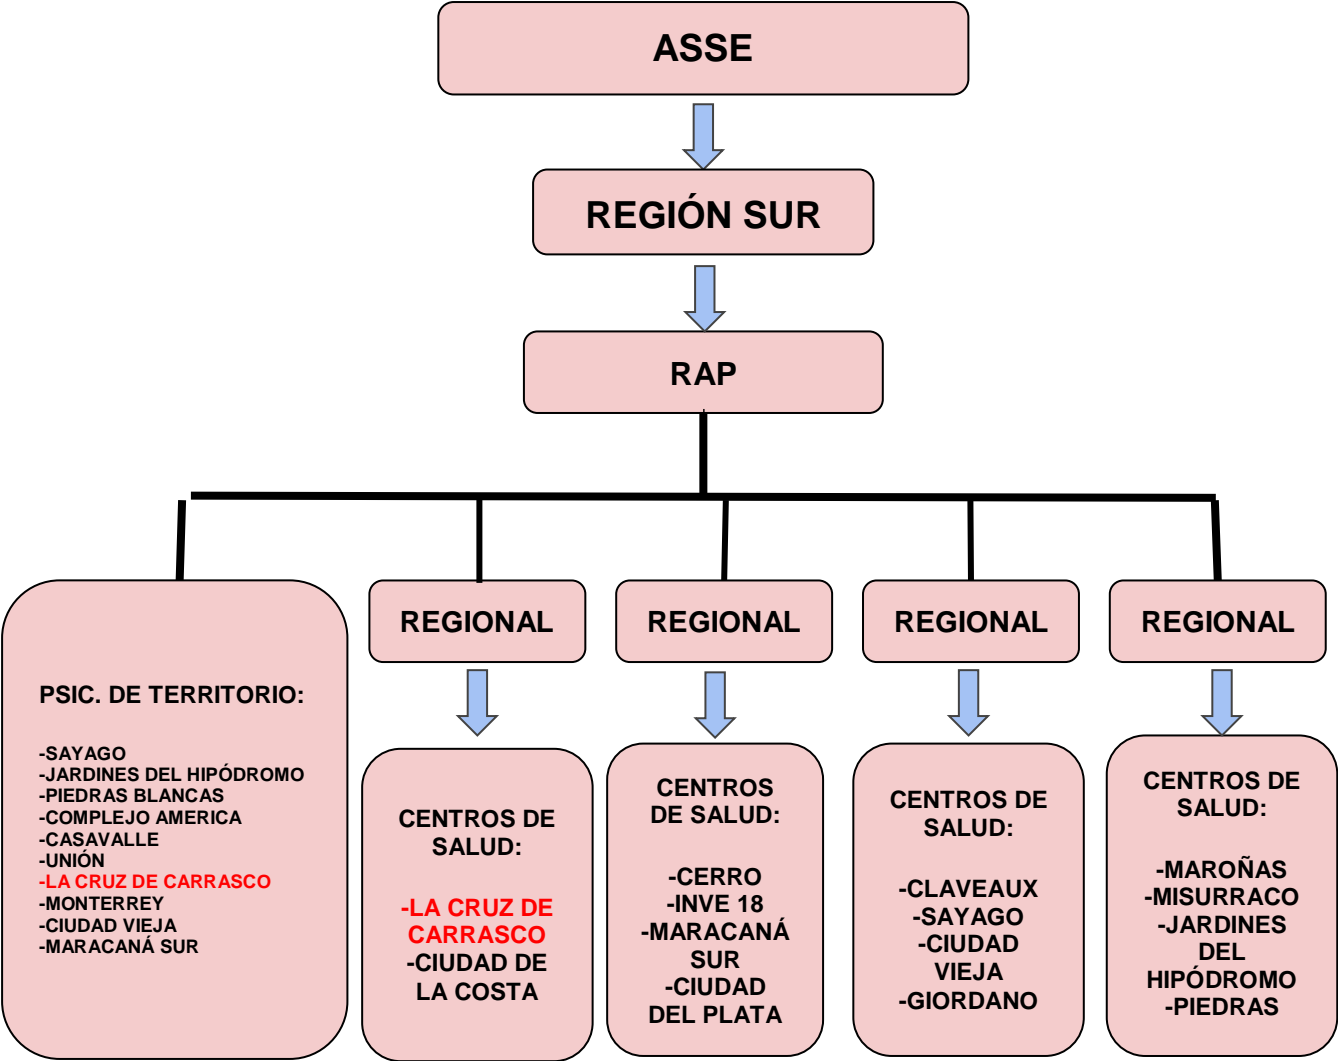 ASSE
REGIÓN SUR
RAP
PSIC. DE TERRITORIO:
-SAYAGO
-JARDINES DEL HIPÓDROMO
-PIEDRAS BLANCAS
-COMPLEJO AMERICA
-CASAVALLE
-UNIÓN
-LA CRUZ DE CARRASCO
-MONTERREY
-CIUDAD VIEJA
-MARACANÁ SUR
REGIONAL
CENTROS DE
SALUD:
-LA CRUZ DE
CARRASCO
-CIUDAD DE
LA COSTA
REGIONAL
CENTROS
DE SALUD:
-CERRO
-INVE 18
-MARACANÁ
SUR
-CIUDAD
DEL PLATA
REGIONAL
CENTROS DE
SALUD:
-CLAVEAUX
-SAYAGO
-CIUDAD
VIEJA
-GIORDANO
REGIONAL
CENTROS DE
SALUD:
-MAROÑAS
-MISURRACO
-JARDINES
DEL
HIPÓDROMO
-PIEDRAS